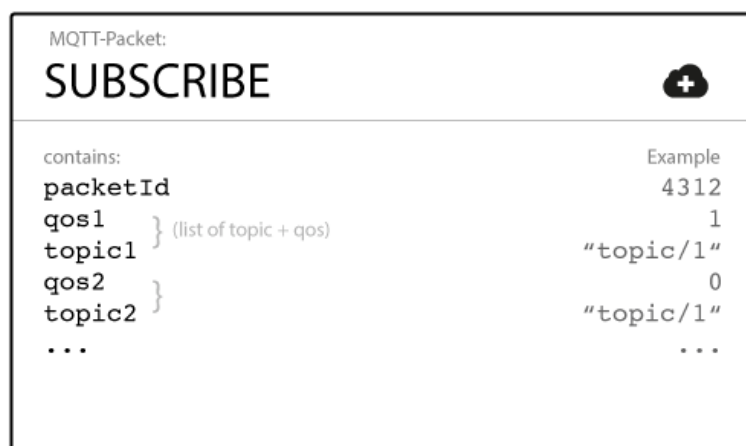 MQTT-Packet:
SUBSCRIBE
contains: Example
packetId 4312
qos1 1
} (list of topic + qos)
topic1 “topic/1“
qos2 0
}
topic2 “topic/1“
... ...